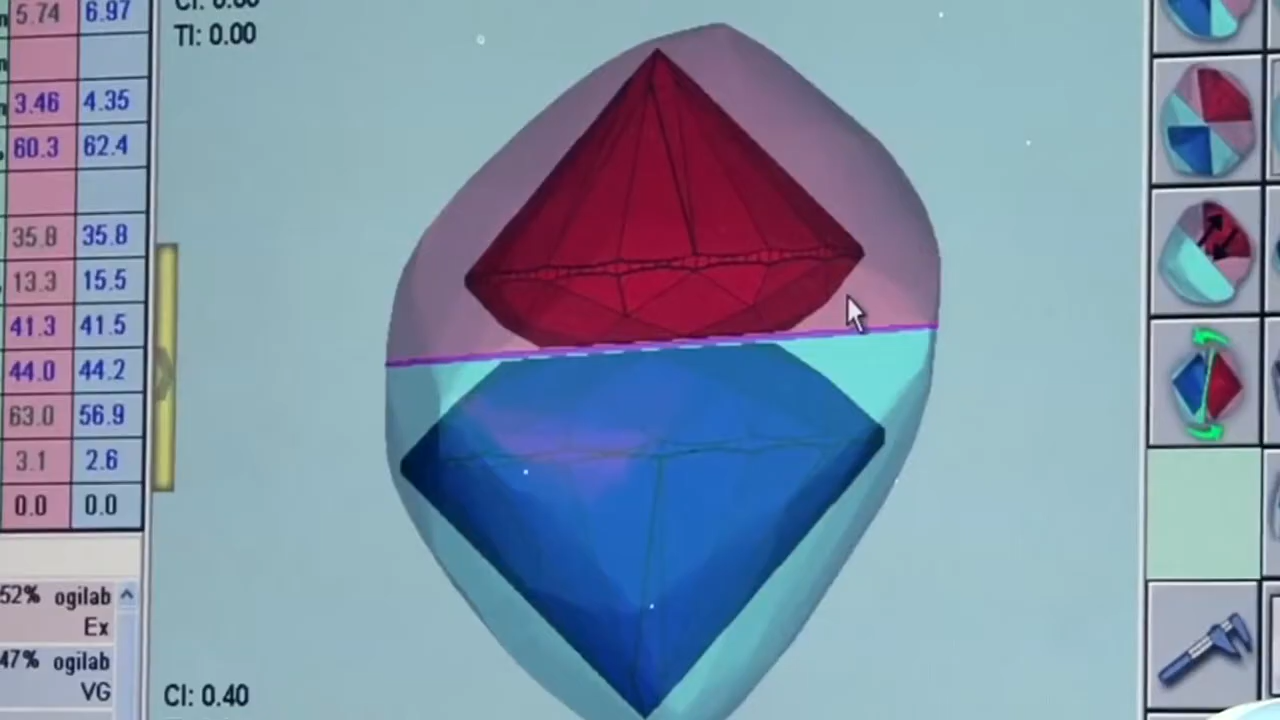 5.74 6.97
3.46 4.35
60.3 62.4
35.8 35.8
13.3 15.5
41.3 41.5
44.0 44.2
63.0 56.9
3.1 2.6
0.0 0.0
52% ogilab
Ex
47% ogilab
VG
TI: 0.00
CI: 0.40